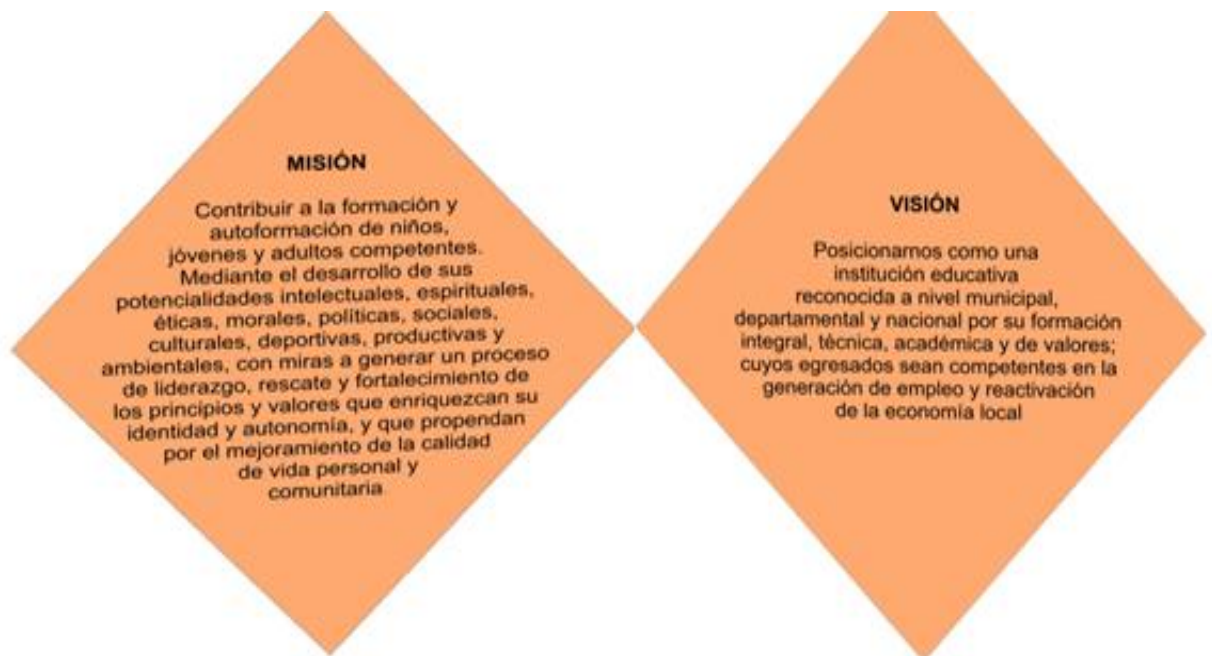 MISIÓN
Contribuir a la formación y
autoformación de niños,
jóvenes y adultos competentes.
Mediante el desarrollo de sus
potencialidades intelectuales, espirituales,
éticas, morales, políticas, sociales,
culturales, deportivas, productivas y
ambientales, con miras a generar un proceso
de liderazgo, rescate y fortalecimiento de
los principios y valores que enriquezcan su
identidad y autonomía, y que propendan
por el mejoramiento de la calidad
de vida personal y
comunitaria
VISIÓN
Posicionarnos como una
institución educativa
reconocida a nivel municipal,
departamental y nacional por su formación
integral, técnica, académica y de valores;
cuyos egresados sean competentes en la
generación de empleo y reactivación
de la economía local